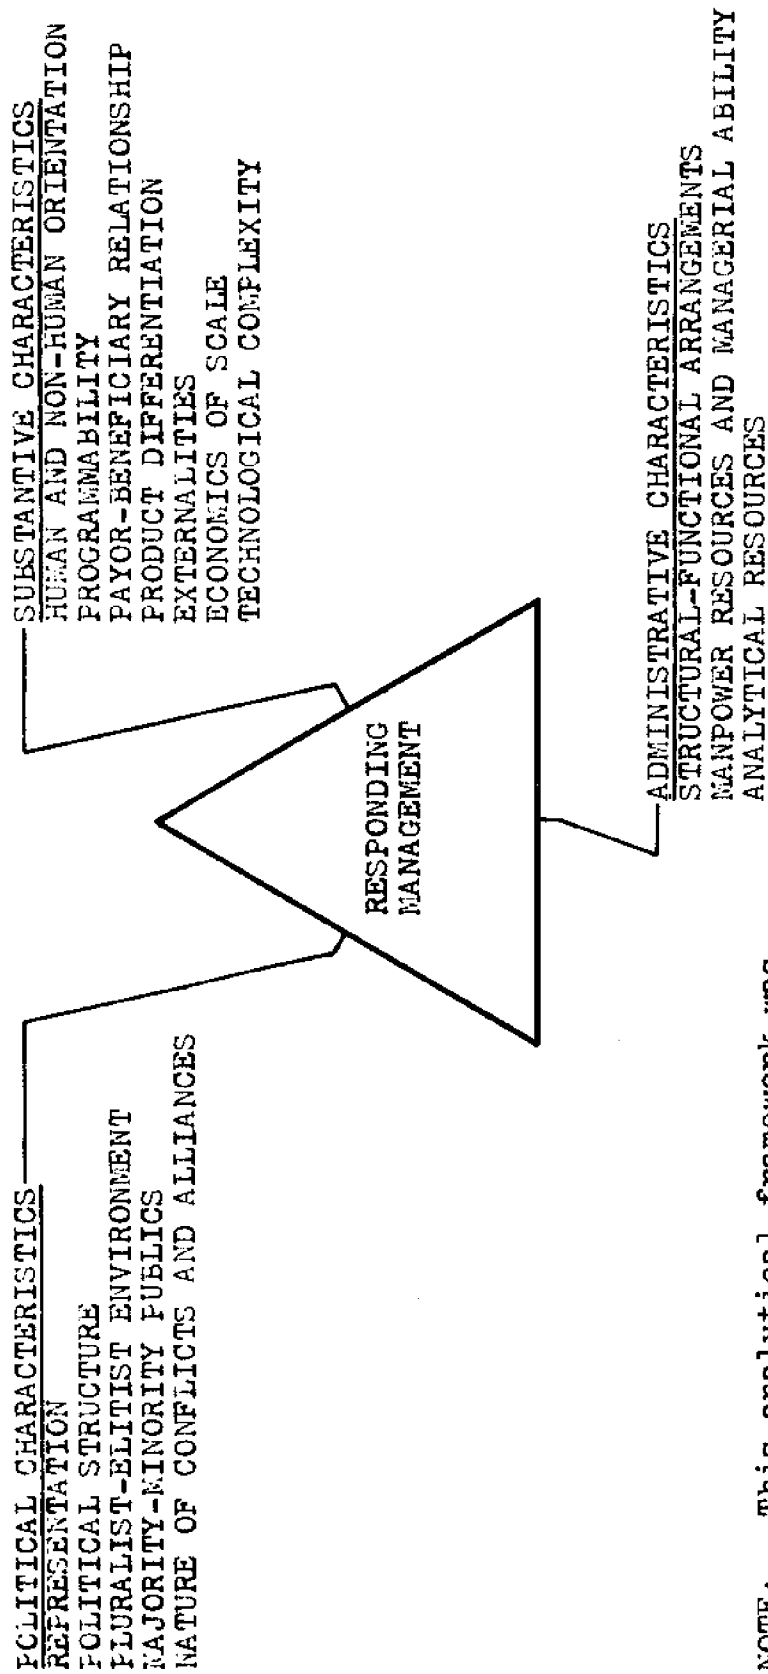 POLITICAL CHARACTERISTICS
REPRESENTATION
POLITICAL STRUCTURE
PLURALIST-ELITIST ENVIRONMENT
MAJORITY-MINORITY PUBLICS
NATURE OF CONFLICTS AND ALLIANCES
SUBSTANTIVE CHARACTERISTICS
HUMAN AND NON-HUMAN ORIENTATION
PROGRAMMABILITY
PAYOR-BENEFICIARY RELATIONSHIP
PRODUCT DIFFERENTIATION
EXTERNALITIES
ECONOMICS OF SCALE
TECHNOLOGICAL COMPLEXITY
RESPONDING
MANAGEMENT
ADMINISTRATIVE CHARACTERISTICS
STRUCTURAL-FUNCTIONAL ARRANGEMENTS
MANPOWER RESOURCES AND MANAGERIAL ABILITY
ANALYTICAL RESOURCES
NOTE. This analytical framework was